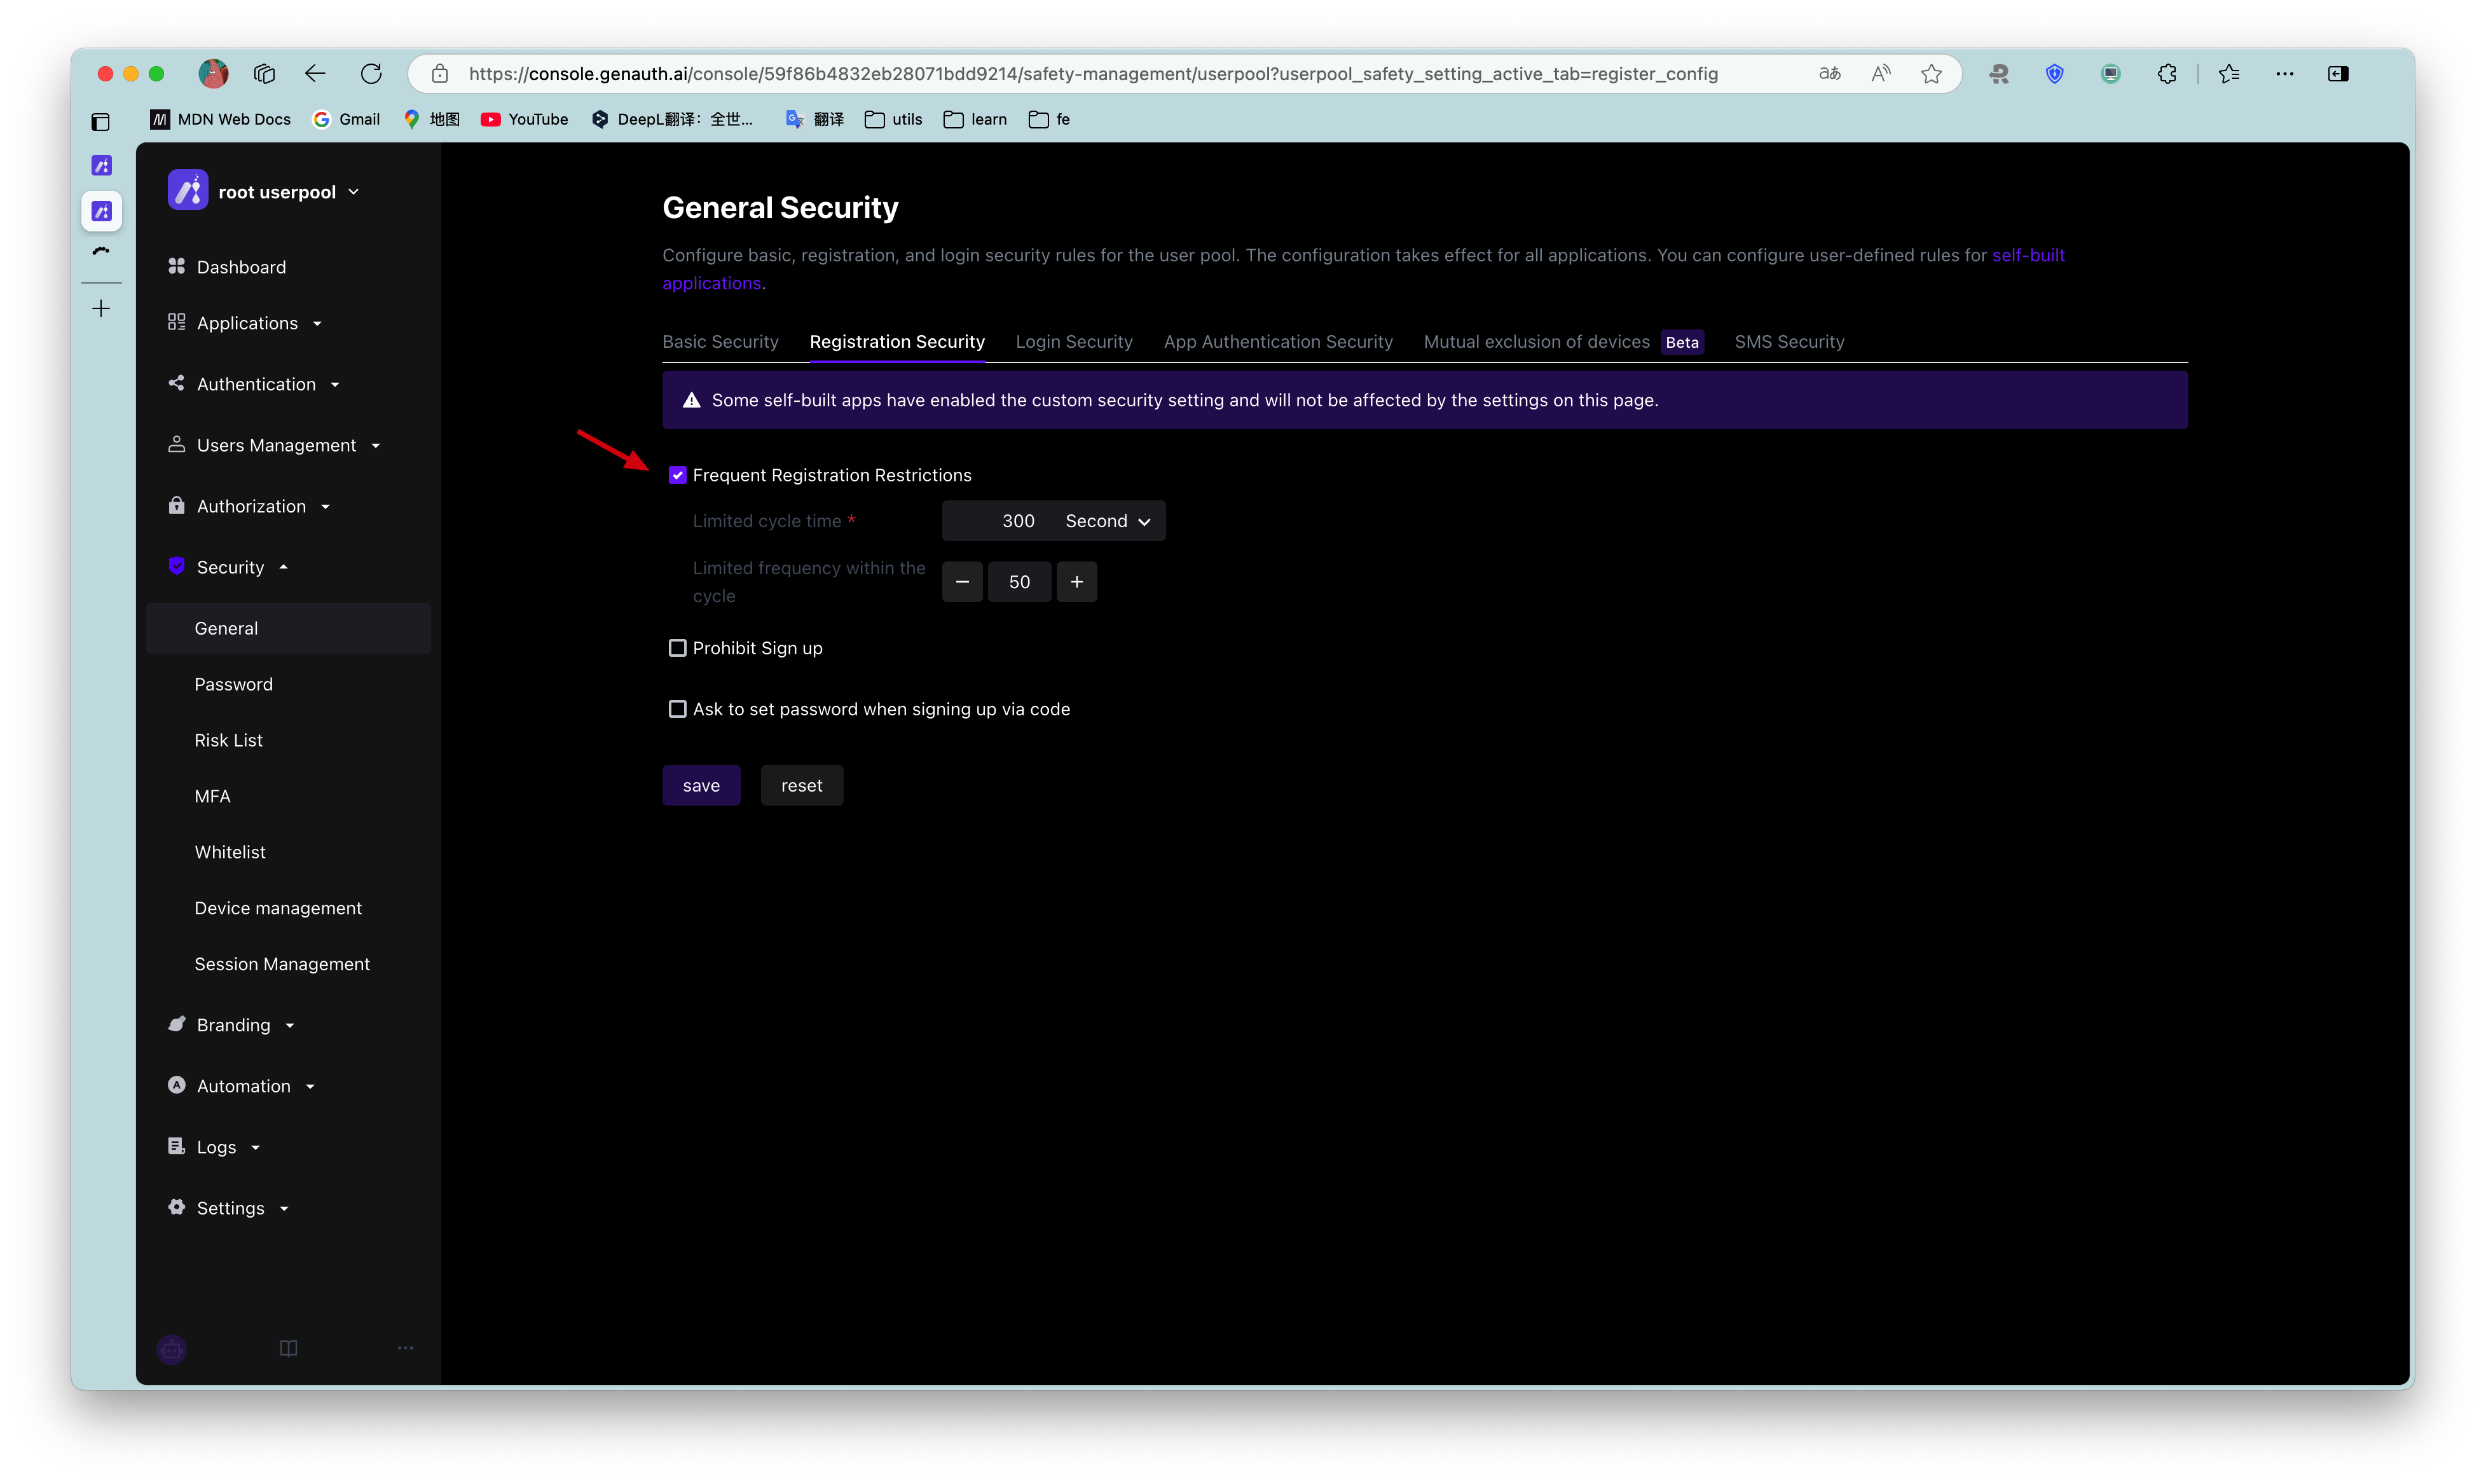 https://console.genauth.ai/console/59f86b4832eb28071bdd9214/safety-management/userpool?userpool_safety_setting_active_tab=register_config
MDN Web Docs
Gmail
地图
YouTube
DeepL翻译：全世...
翻译
utils
learn
fe
root userpool
Dashboard
Applications
Authentication
Users Management
Authorization
Security
General
Password
Risk List
MFA
Whitelist
Device management
Session Management
Branding
Automation
Logs
Settings
General Security
Configure basic, registration, and login security rules for the user pool. The configuration takes effect for all applications. You can configure user-defined rules for self-built
applications.
Basic Security
Registration Security
Login Security
App Authentication Security
Mutual exclusion of devices
Beta
SMS Security
Some self-built apps have enabled the custom security setting and will not be affected by the settings on this page.
Frequent Registration Restrictions
Limited cycle time *
300
Second
Limited frequency within the
cycle
50
Prohibit Sign up
Ask to set password when signing up via code
save
reset